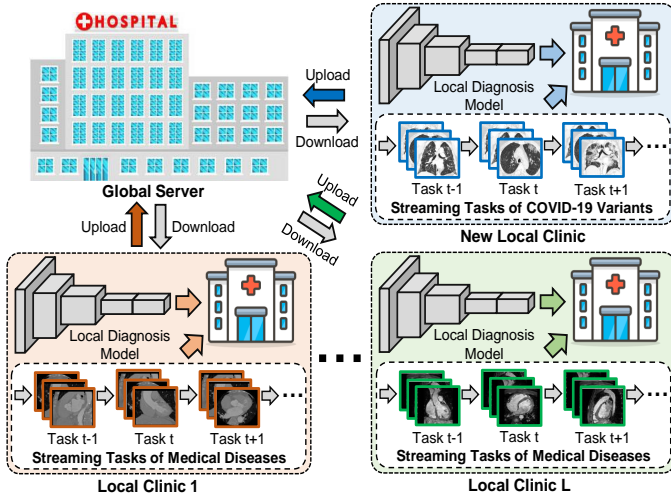 HOSPITAL
Global Server
Upload
Download
Upload
Download
Upload
Download
Local Diagnosis
Model
Task t-1
Task t
Task t+1
Streaming Tasks of COVID-19 Variants
New Local Clinic
Local Diagnosis
Model
Task t-1
Task t
Task t+1
Streaming Tasks of Medical Diseases
Local Clinic 1
Local Diagnosis
Model
Task t-1
Task t
Task t+1
Streaming Tasks of Medical Diseases
Local Clinic L